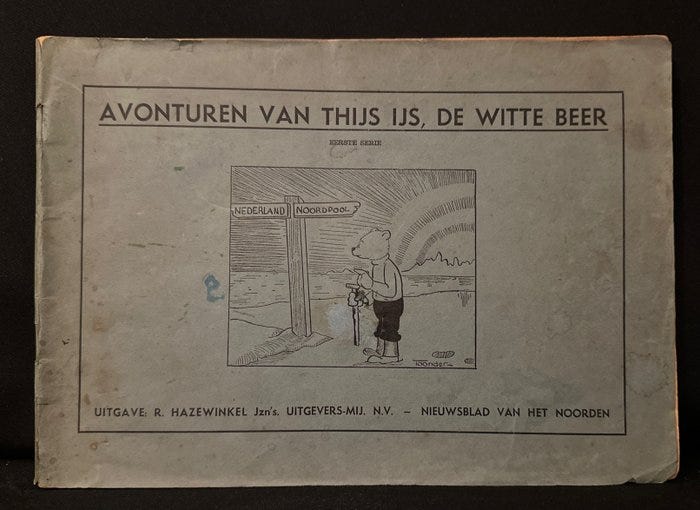 AVONTUREN VAN THIJS IJS, DE WITTE BEER
EERSTE SERIE
NEDERLAND NOORDPOOL
Toonder
UITGAVE: R. HAZEWINKEL Jzn's. UITGEVERS-MIJ. N.V. — NIEUWSBLAD VAN HET NOORDEN